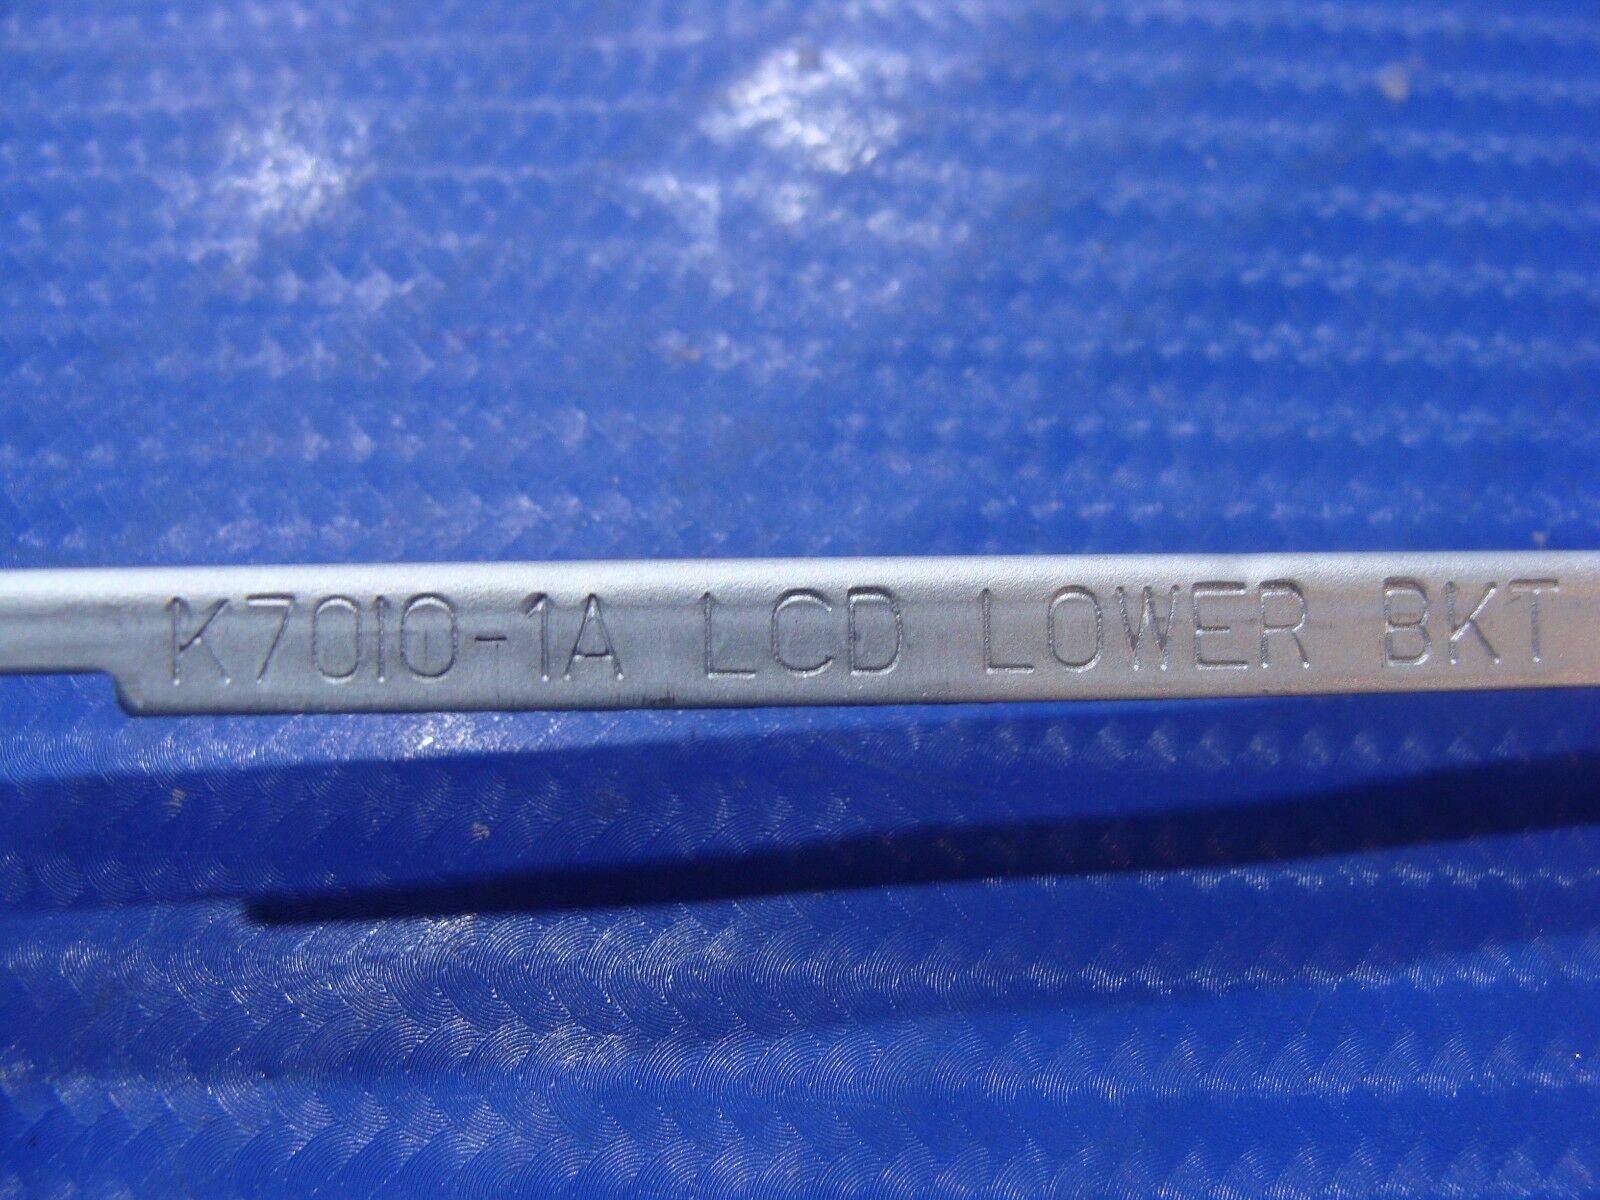 K7010-1A LCD LOWER BKT